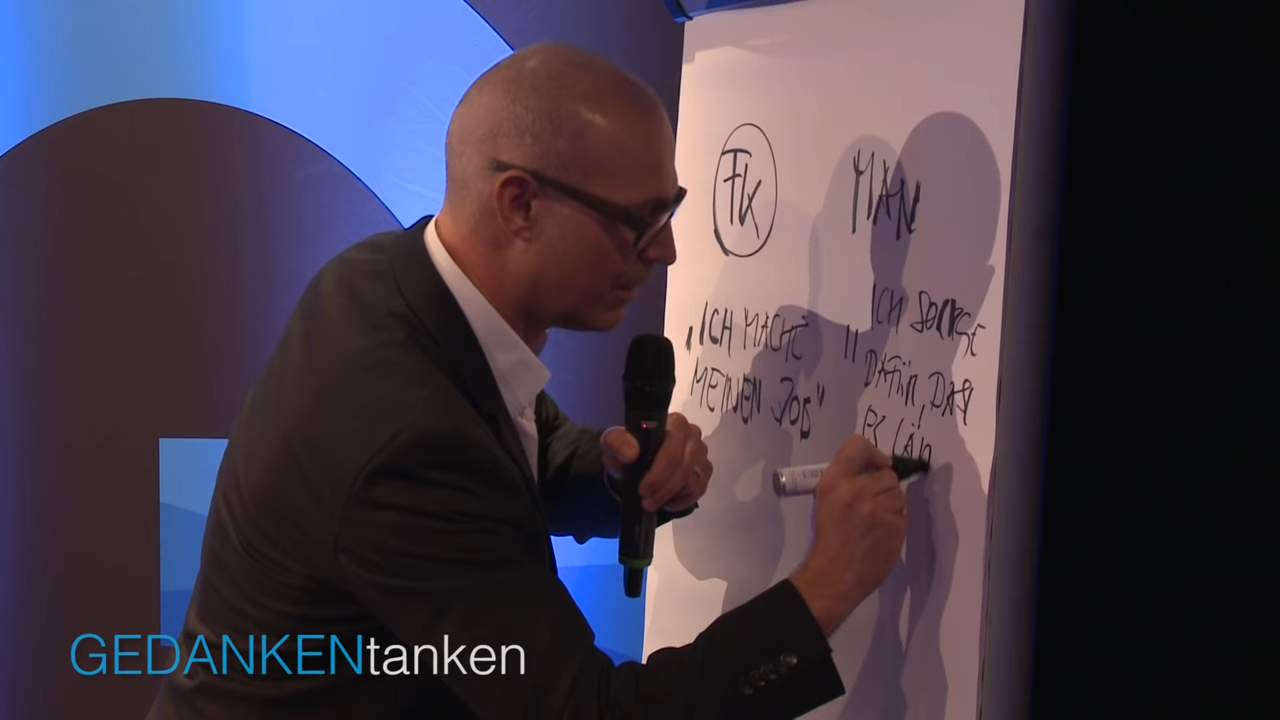 Fk
MAN
„ICH MACHE
MEINEN JOB"
ICH SORGE
" DAFÜR, DASS
ES LÄU
GEDANKENtanken